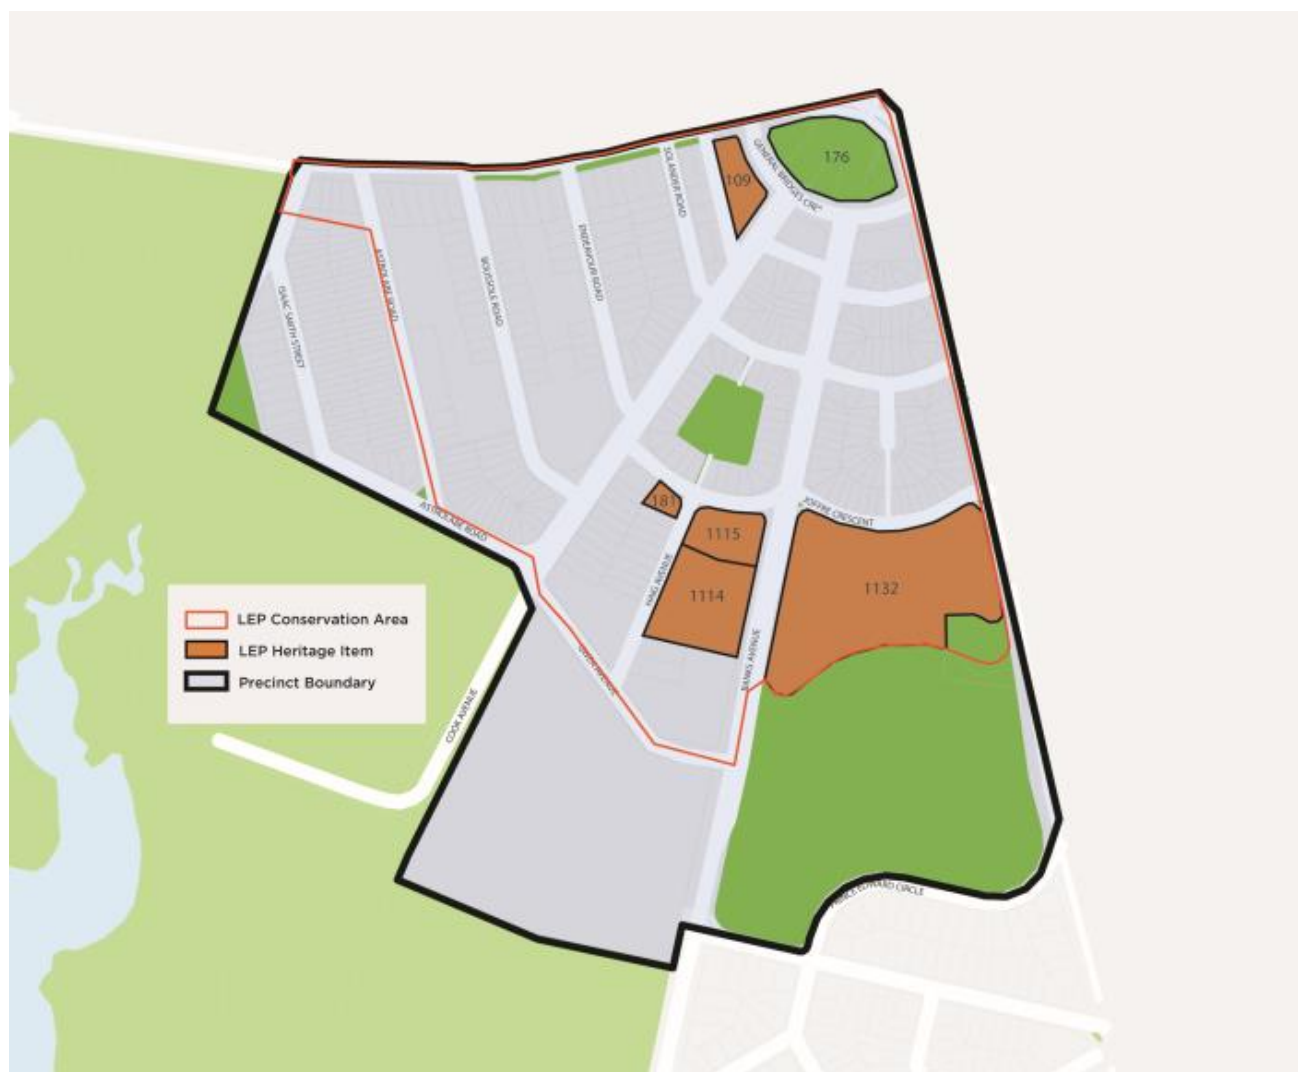 176
109
GENERAL BRIDGES CRES
SOLANDER ROAD
ENDEAVOUR ROAD
BOUSSOLE ROAD
ASTROLABE ROAD
ISAAC SMITH STREET
181
1115
1114
1132
JOFFRE CRESCENT
ASTROLABE ROAD
HAIG AVENUE
BANKS AVENUE
COOK AVENUE
LEP Conservation Area
LEP Heritage Item
Precinct Boundary
PRINCE EDWARD CIRCLE